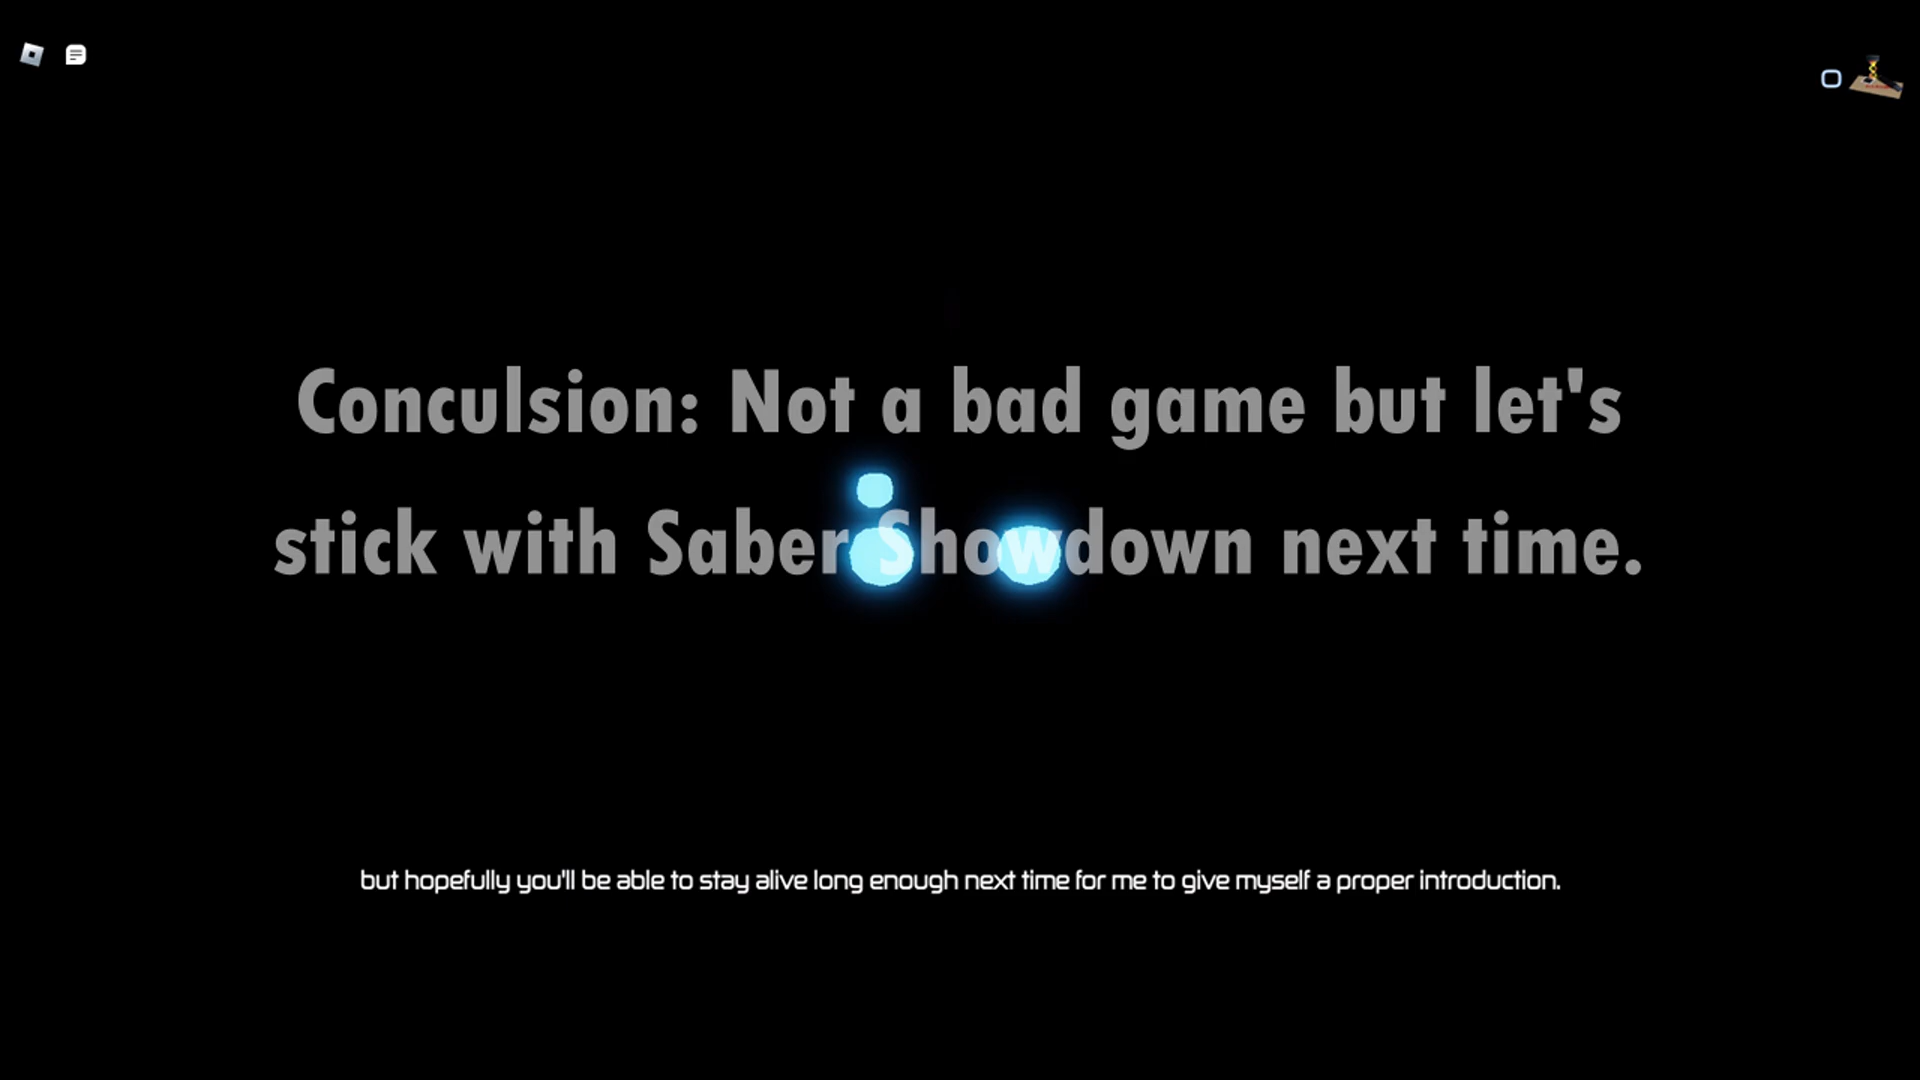 Conculsion: Not a bad game but let's
stick with Saber Showdown next time.
but hopefully you'll be able to stay alive long enough next time for me to give myself a proper introduction.